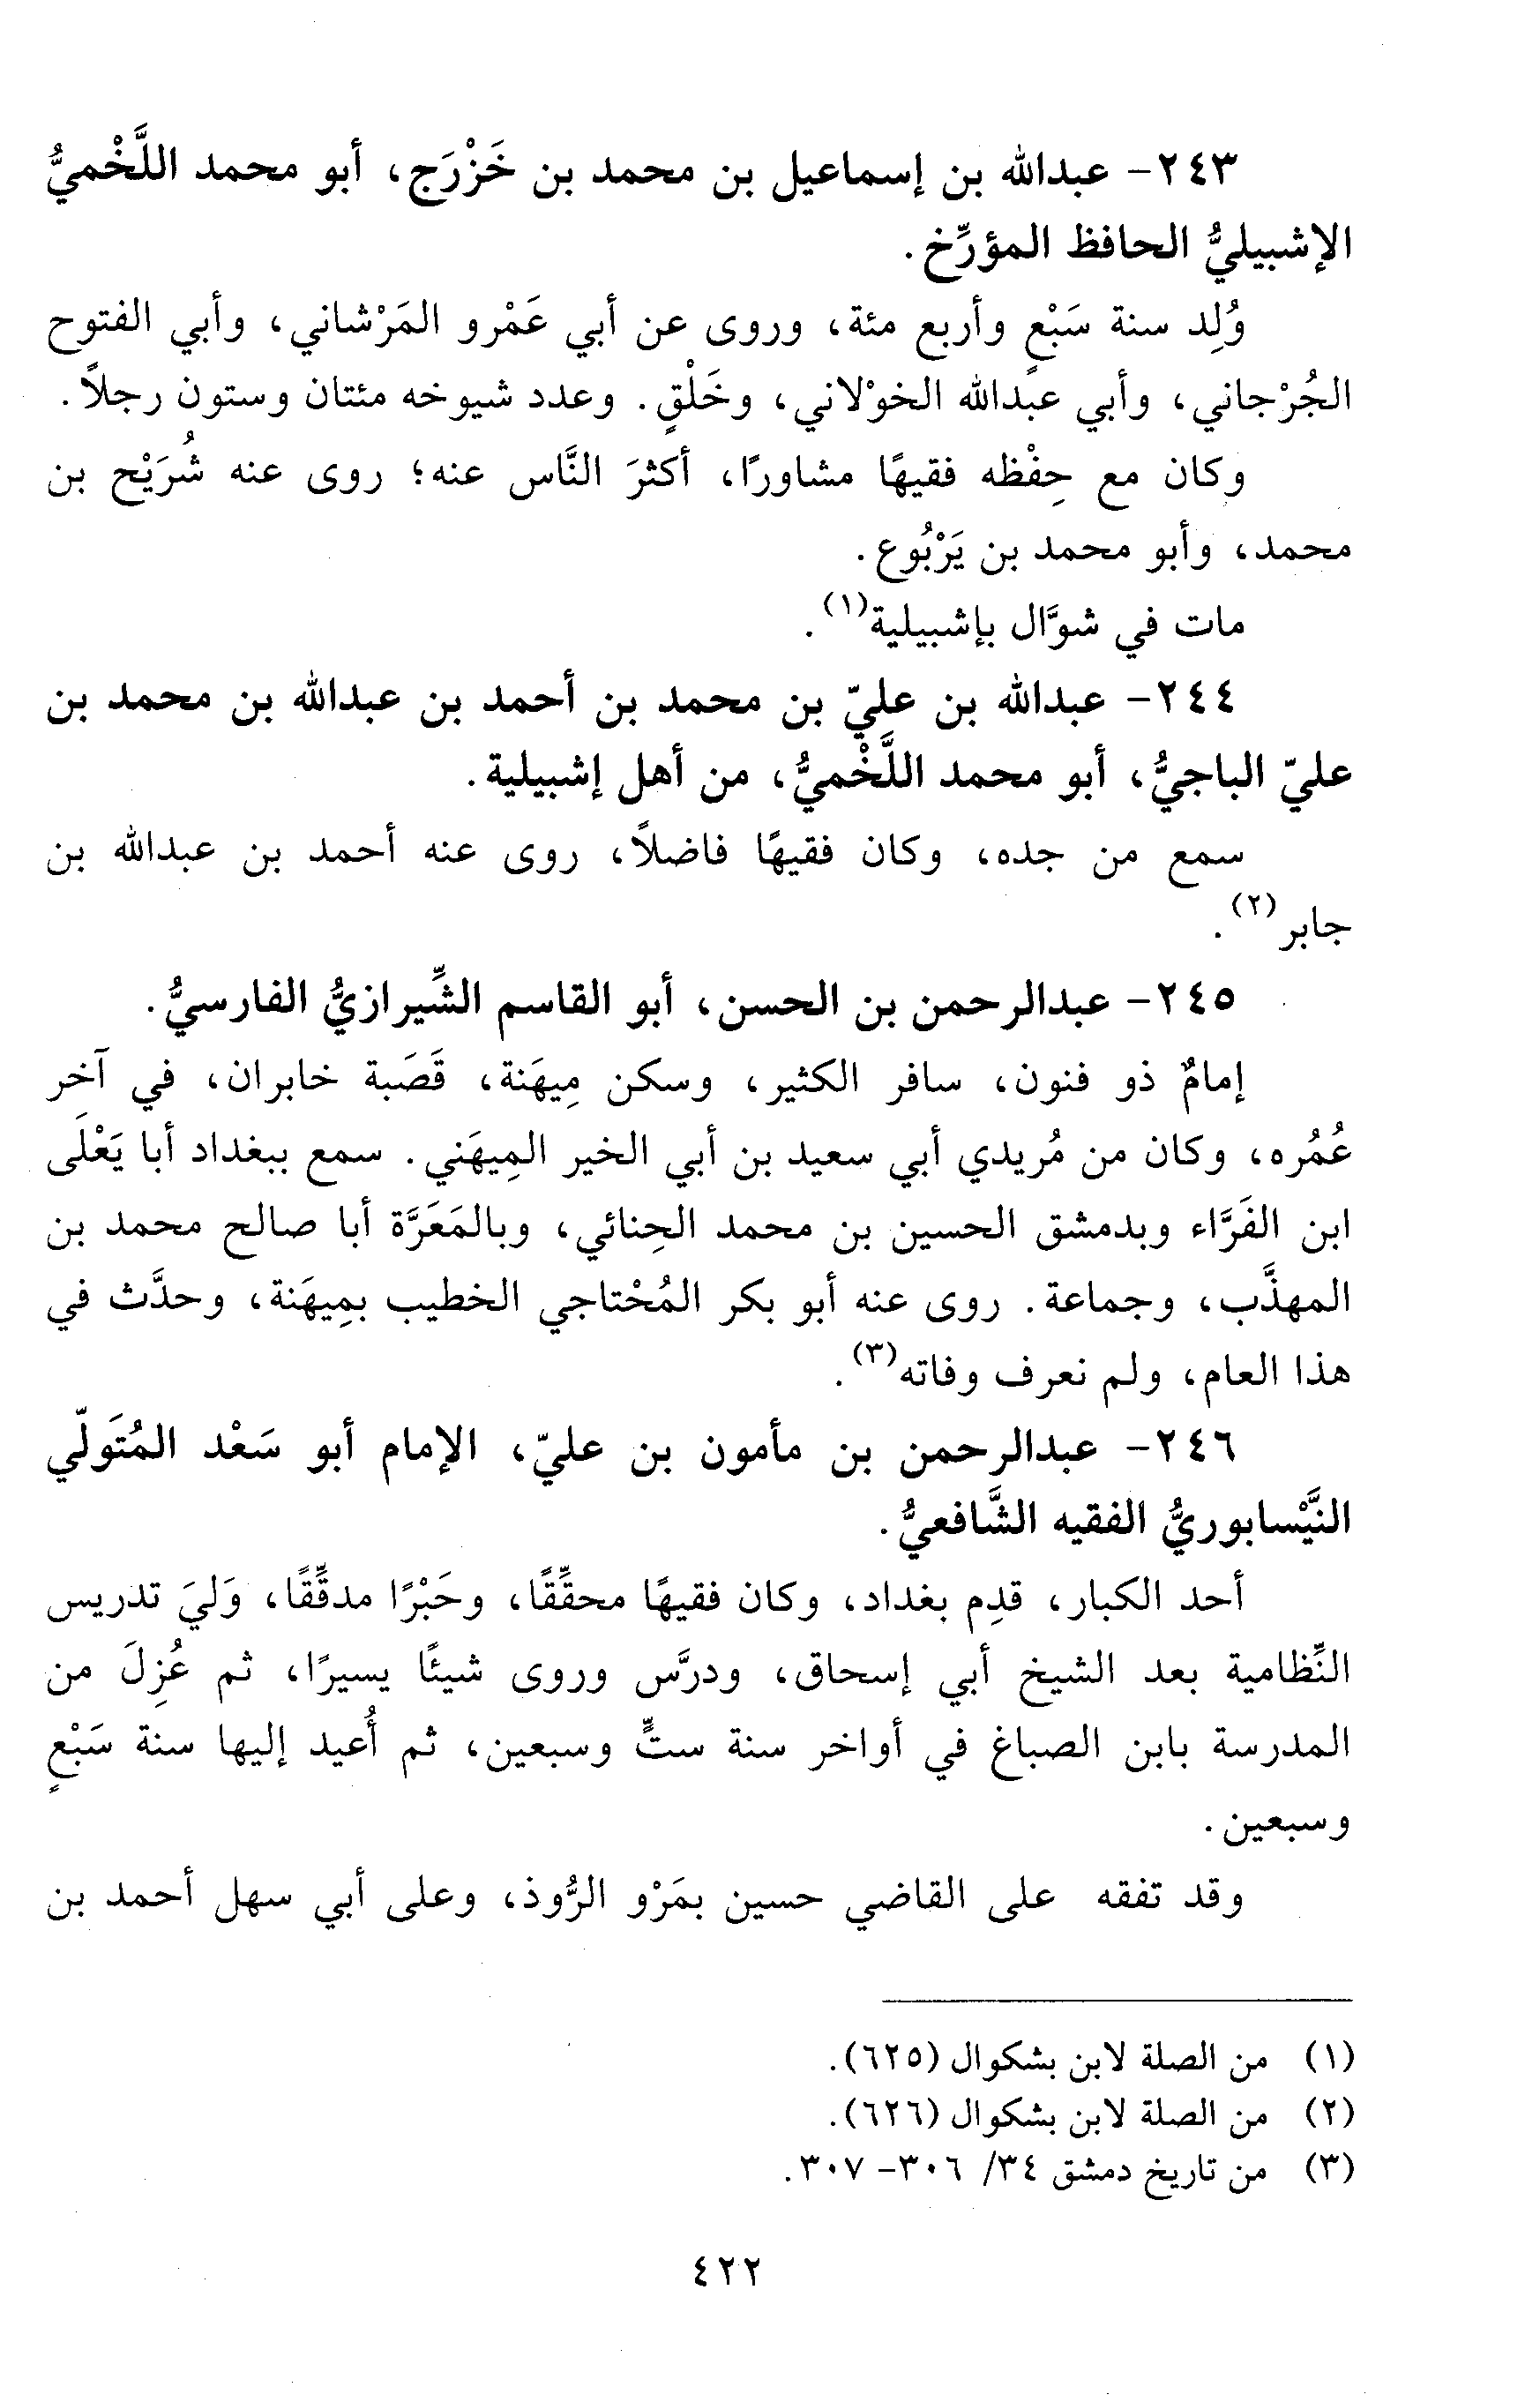 ٢٤٣- عبدالله بن إسماعيل بن محمد بن خَزْرَج، أبو محمد اللَّخْميُّ
الإشبيليُّ الحافظ المؤرِّخ.
وُلِد سنة سَبْعٍ وأربع مئة، وروى عن أبي عَمْرو المَرْشاني، وأبي الفتوح
الجُرْجاني، وأبي عبدالله الخوْلاني، وخَلْقٍ. وعدد شيوخه مئتان وستون رجلاً.
وكان مع حِفْظه فقيهًا مشاورًا، أكثرَ النَّاس عنه؛ روى عنه شُرَيْح بن
محمد، وأبو محمد بن يَرْبُوع.
مات في شوَّال بإشبيلية(١).
٢٤٤- عبدالله بن عليّ بن محمد بن أحمد بن عبدالله بن محمد بن
عليّ الباجيُّ، أبو محمد اللَّخْميُّ، من أهل إشبيلية.
سمع من جده، وكان فقيهًا فاضلاً، روى عنه أحمد بن عبدالله بن
جابر(٢).
٢٤٥- عبدالرحمن بن الحسن، أبو القاسم الشِّيرازيُّ الفارسيُّ.
إمامٌ ذو فنون، سافر الكثير، وسكن مِيهَنة، قَصَبة خابران، في آخر
عُمُره، وكان من مُريدي أبي سعيد بن أبي الخير المِيهَني. سمع ببغداد أبا يَعْلَى
ابن الفَرَّاء وبدمشق الحسين بن محمد الحِنائي، وبالمَعَرَّة أبا صالح محمد بن
المهذَّب، وجماعة. روى عنه أبو بكر المُحْتاجي الخطيب بمِيهَنة، وحدَّث في
هذا العام، ولم نعرف وفاته(٣).
٢٤٦- عبدالرحمن بن مأمون بن عليّ، الإمام أبو سَعْد المُتَولّي
النَّيْسابوريُّ الفقيه الشَّافعيُّ.
أحد الكبار، قدِم بغداد، وكان فقيهًا محقِّقًا، وحَبْرًا مدقِّقًا، وَليَ تدريس
النِّظامية بعد الشيخ أبي إسحاق، ودرَّس وروى شيئًا يسيرًا، ثم عُزِلَ من
المدرسة بابن الصباغ في أواخر سنة ستٍّ وسبعين، ثم أُعيد إليها سنة سَبْعٍ
وسبعين.
وقد تفقه على القاضي حسين بمَرْو الرُّوذ، وعلى أبي سهل أحمد بن
(١) من الصلة لابن بشكوال (٦٢٥).
(٢) من الصلة لابن بشكوال (٦٢٦).
(٣) من تاريخ دمشق ٣٤/ ٣٠٦- ٣٠٧.
٤٢٢